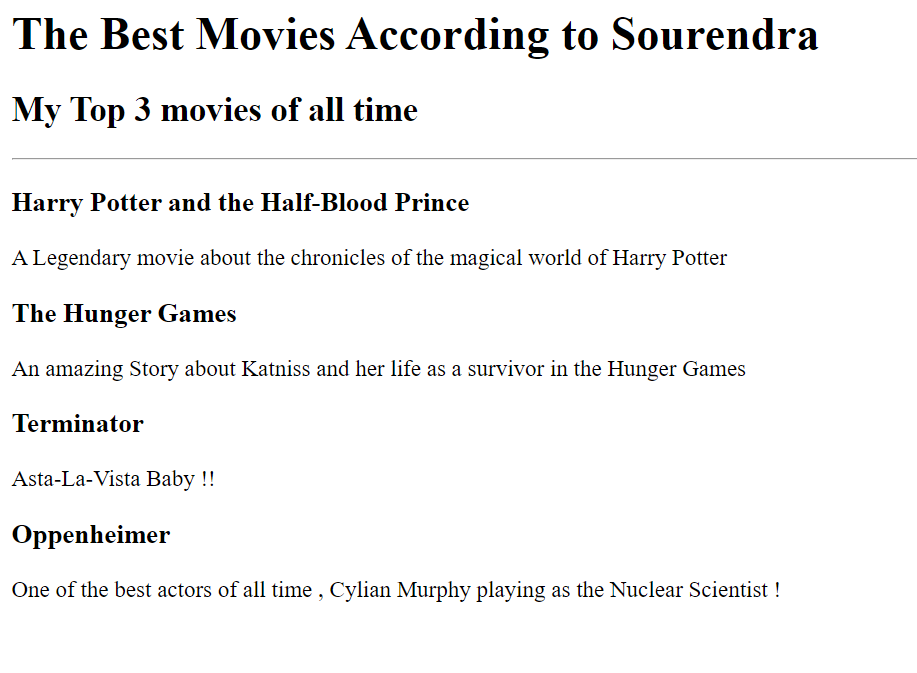 The Best Movies According to Sourendra
My Top 3 movies of all time
Harry Potter and the Half-Blood Prince
A Legendary movie about the chronicles of the magical world of Harry Potter
The Hunger Games
An amazing Story about Katniss and her life as a survivor in the Hunger Games
Terminator
Asta-La-Vista Baby !!
Oppenheimer
One of the best actors of all time , Cylian Murphy playing as the Nuclear Scientist !